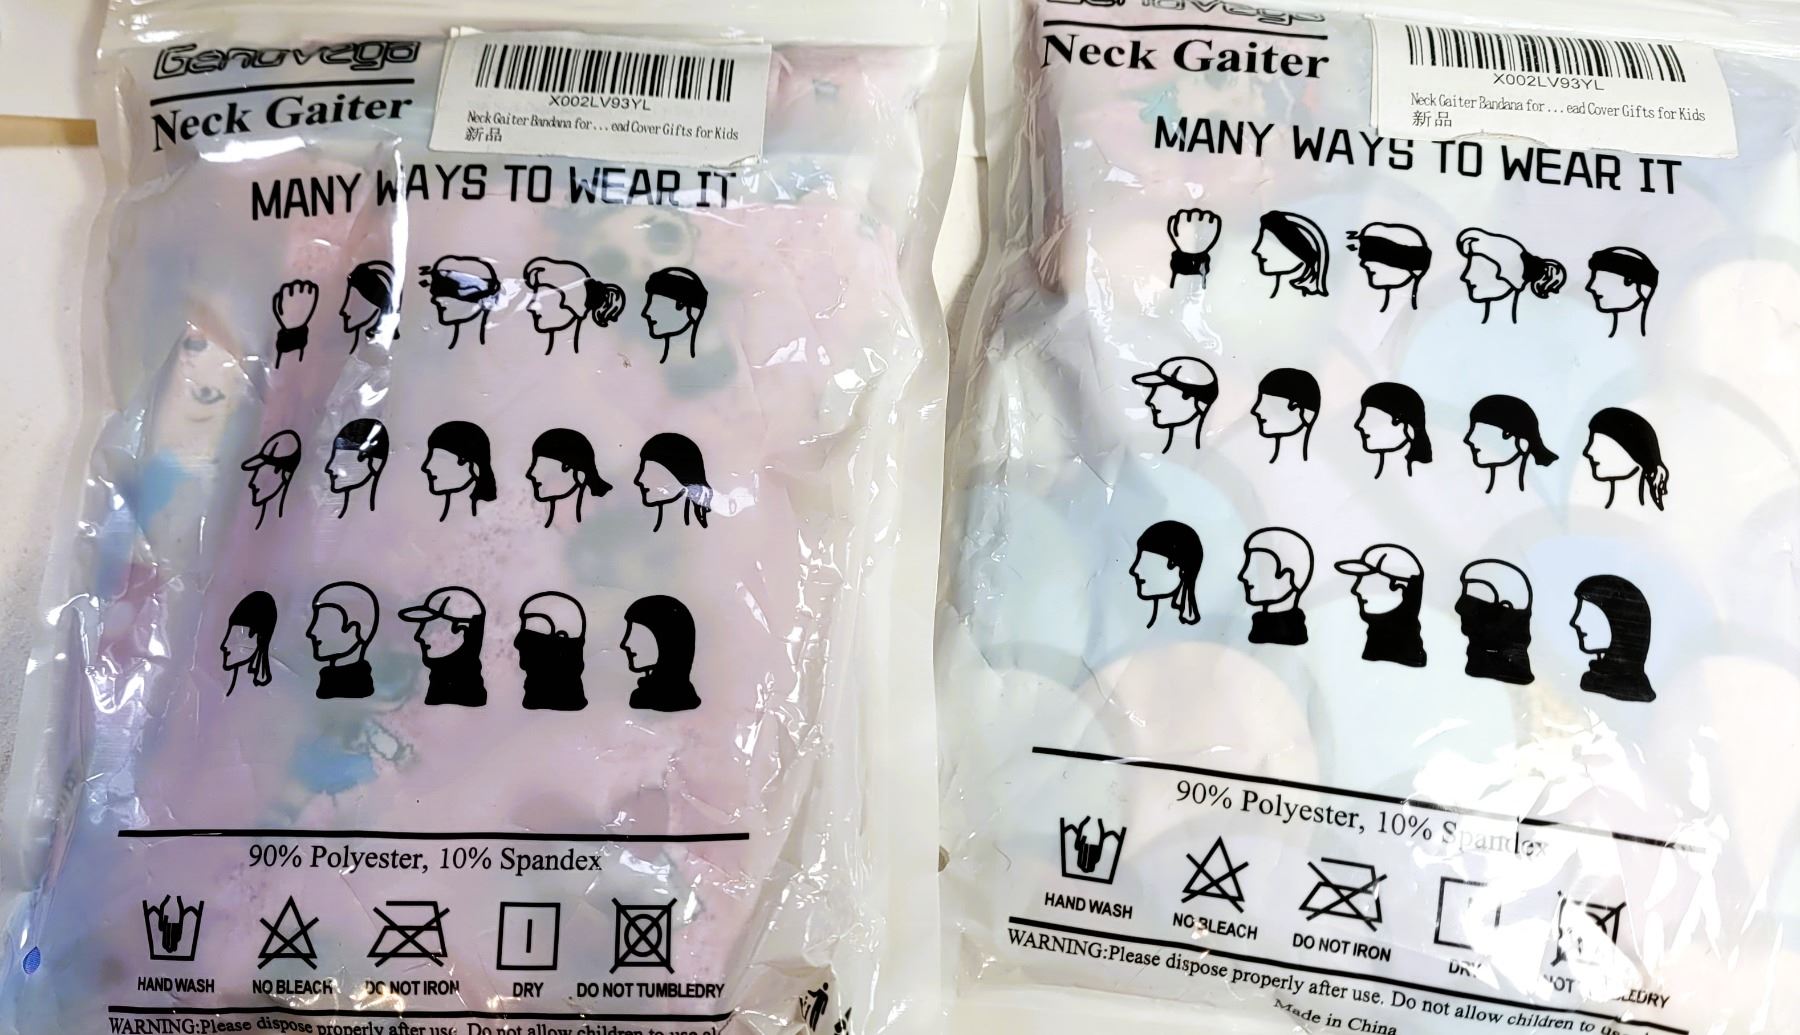 Genovega
Neck Gaiter
X002LV93YL
Neck Gaiter Bandana for...ead Cover Gifts for Kids
新品
MANY WAYS TO WEAR IT
90% Polyester, 10% Spandex
HAND WASH
NO BLEACH
DO NOT IRON
DRY
DO NOT TUMBLEDRY
WARNING:Please dispose properly after use. Do not allow children to use
Neck Gaiter
X002LV93YL
Neck Gaiter Bandana for...ead Cover Gifts for Kids
新品
MANY WAYS TO WEAR IT
90% Polyester, 10% Spandex
HAND WASH
NO BLEACH
DO NOT IRON
DRY
WARNING:Please dispose properly after use. Do not allow children to
Made in China